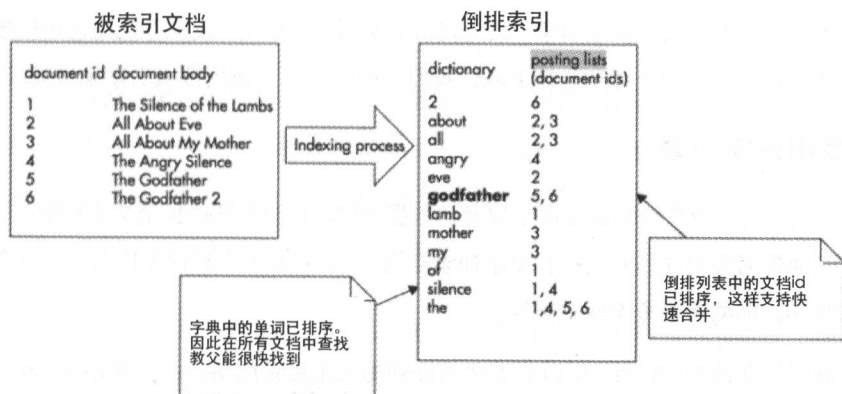 被索引文档
document id document body
1 The Silence of the Lambs
2 All About Eve
3 All About My Mother
4 The Angry Silence
5 The Godfather
6 The Godfather 2
Indexing process
倒排索引
dictionary posting lists
(document ids)
2 6
about 2, 3
all 2, 3
angry 4
eve 2
godfather 5, 6
lamb 1
mother 3
my 3
of 1
silence 1, 4
the 1,4, 5, 6
字典中的单词已排序。
因此在所有文档中查找
教父能很快找到
倒排列表中的文档id
已排序，这样支持快
速合并